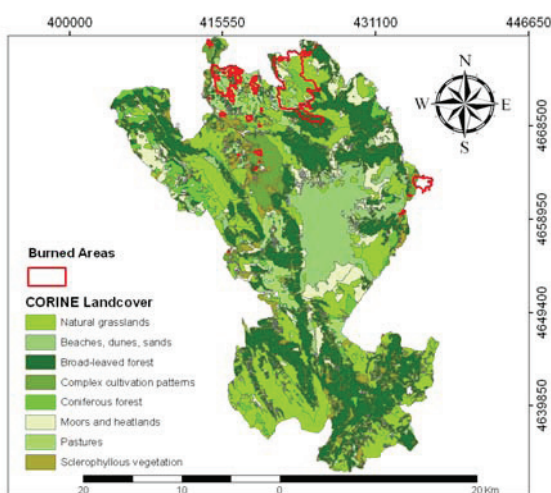 400000 415550 431100 446650
N
W E
S
4668500
4658950
4649400
4639850
Burned Areas
CORINE Landcover
Natural grasslands
Beaches, dunes, sands
Broad-leaved forest
Complex cultivation patterns
Coniferous forest
Moors and heatlands
Pastures
Sclerophyllous vegetation
20 10 0 20 Km